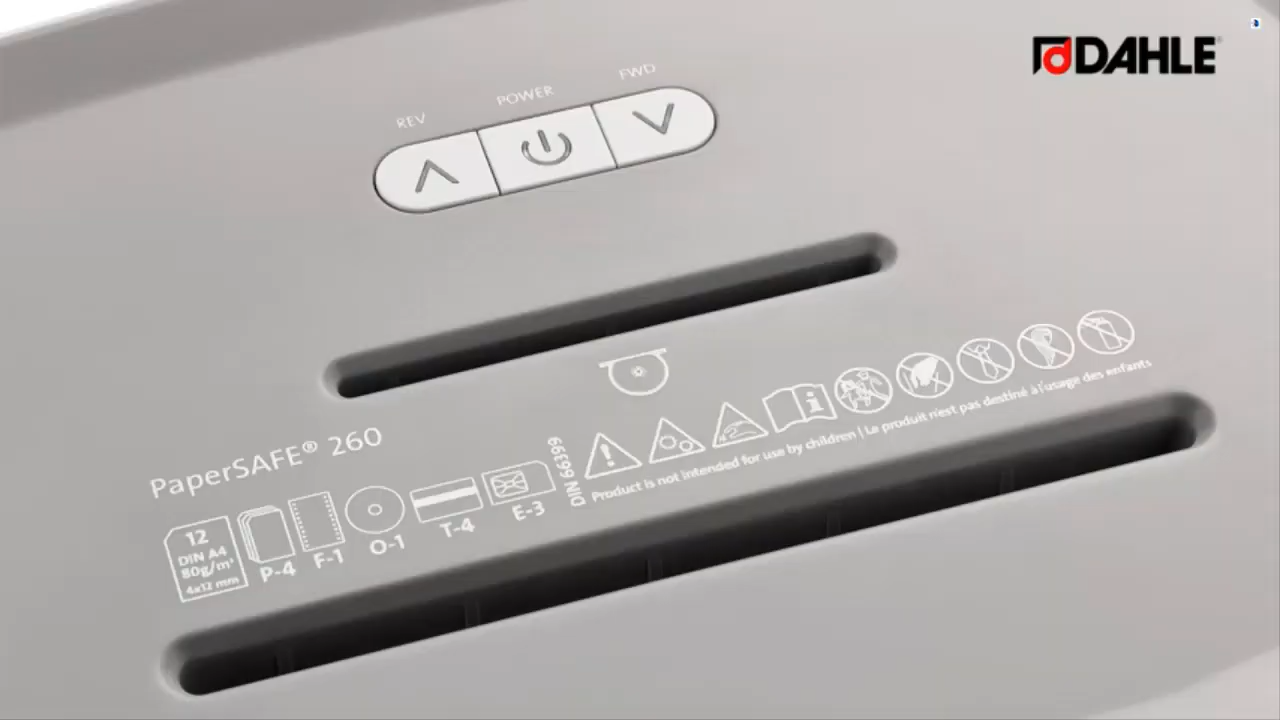 DAHLE
REV
POWER
FWD
PaperSAFE® 260
12
DIN A4
80g/m²
4x12 mm
P-4
F-1
O-1
T-4
E-3
DIN 66399
Product is not intended for use by children | Le produit n'est pas destiné à l'usage des enfants